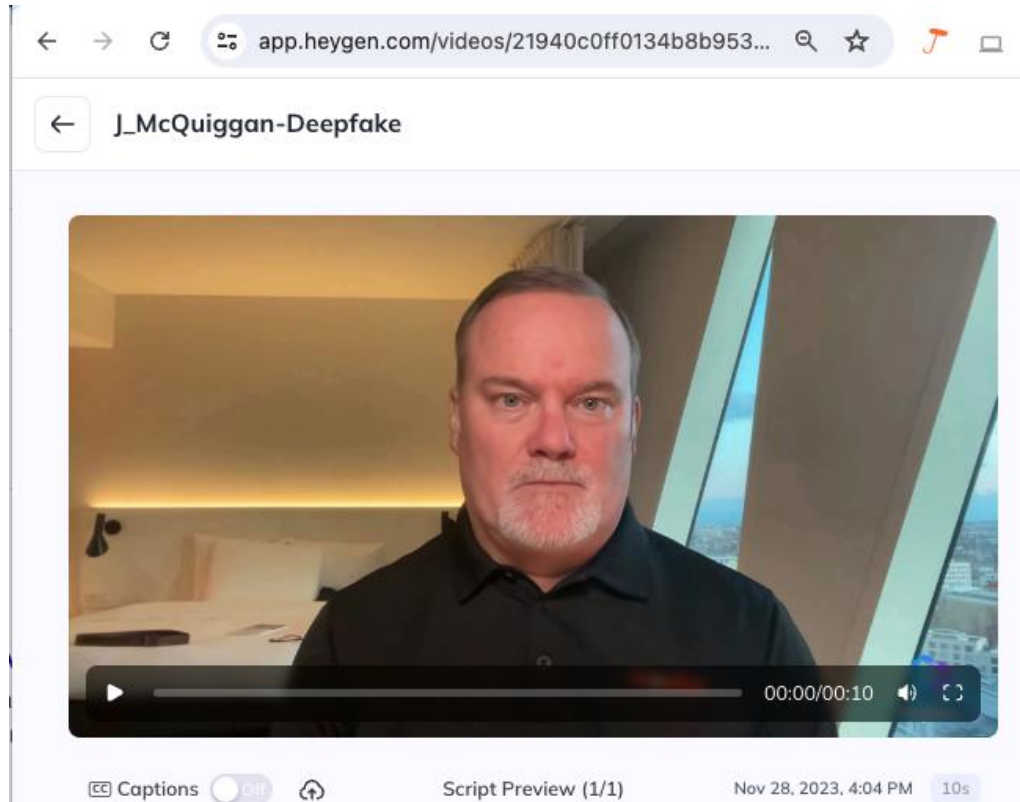 app.heygen.com/videos/21940c0ff0134b8b953...
J_McQuiggan-Deepfake
00:00/00:10
CC Captions Off Script Preview (1/1) Nov 28, 2023, 4:04 PM 10s